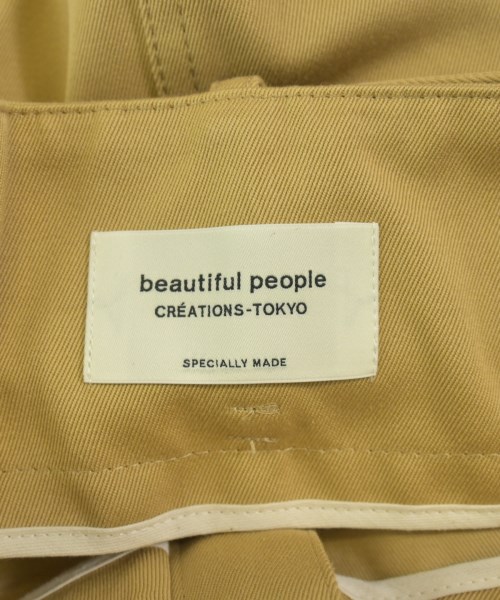 beautiful people
CRÉATIONS-TOKYO
SPECIALLY MADE